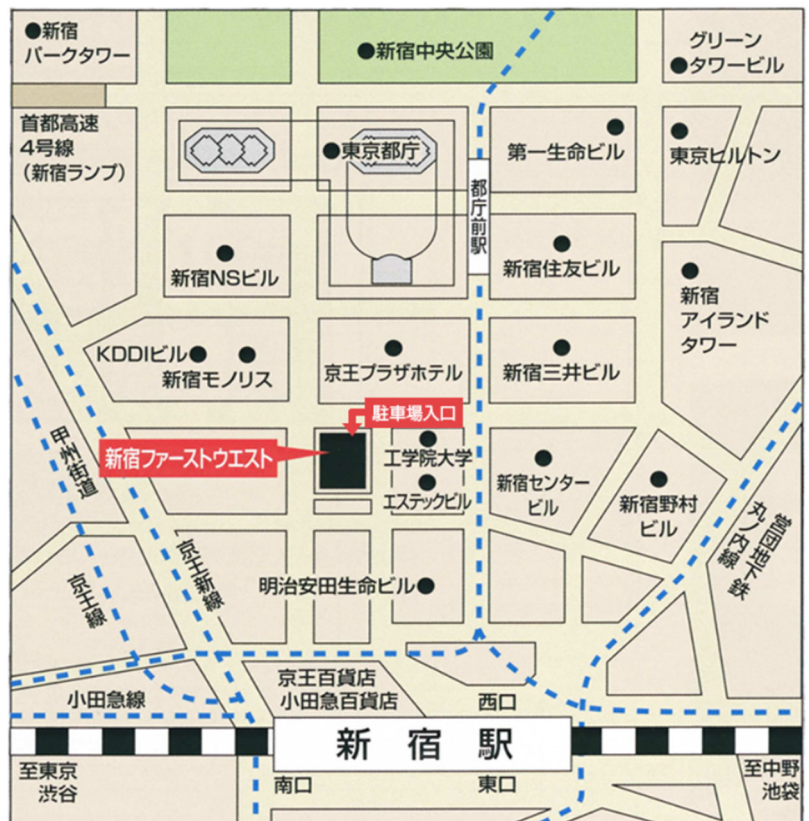 ●新宿
パークタワー
●新宿中央公園
グリーン
●タワービル
首都高速
4号線
（新宿ランプ）
●東京都庁
第一生命ビル
東京ヒルトン
都庁前駅
新宿NSビル
新宿住友ビル
新宿
アイランド
タワー
KDDIビル●
新宿モノリス
京王プラザホテル
新宿三井ビル
駐車場入口
新宿ファーストウエスト
工学院大学
エステックビル
新宿センター
ビル
新宿野村
ビル
甲州街道
京王新線
京王線
明治安田生命ビル●
営団地下鉄
丸ノ内線
小田急線
京王百貨店
小田急百貨店
西口
新宿駅
至東京
渋谷
南口
東口
至中野
池袋